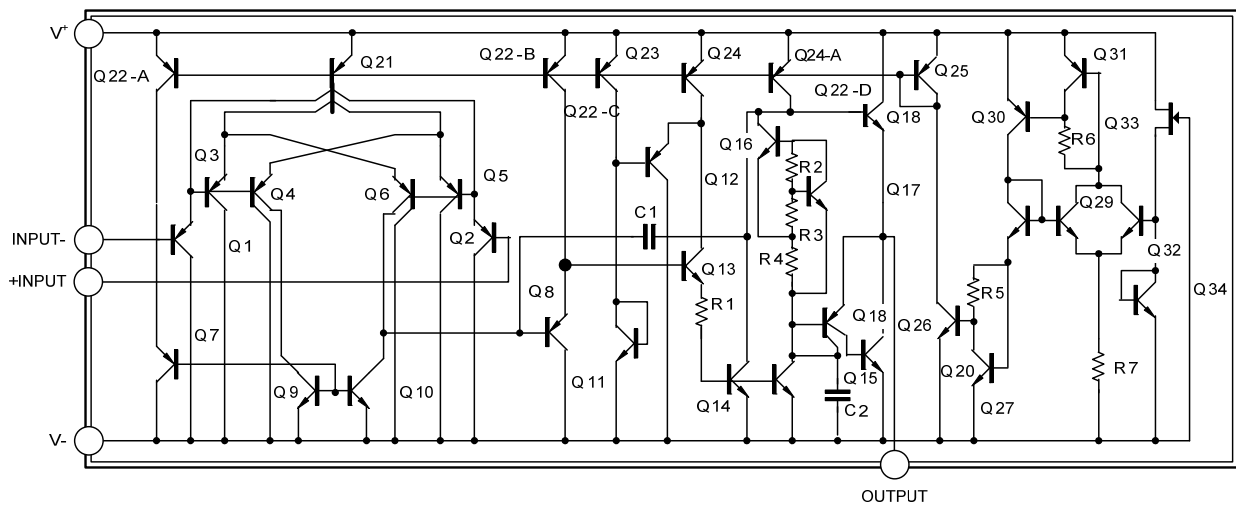 V+
Q22-A
Q21
Q22-B
Q23
Q24
Q24-A
Q25
Q31
Q22-C
Q22-D
Q18
Q30
Q33
Q16
R6
Q3
Q4
Q6
Q5
R2
Q12
Q17
Q29
C1
R3
INPUT-
Q1
Q2
R4
Q32
+INPUT
Q13
R5
Q34
Q8
R1
Q7
Q18
Q26
Q11
Q20
R7
Q9
Q10
Q14
Q15
C2
Q27
V-
OUTPUT